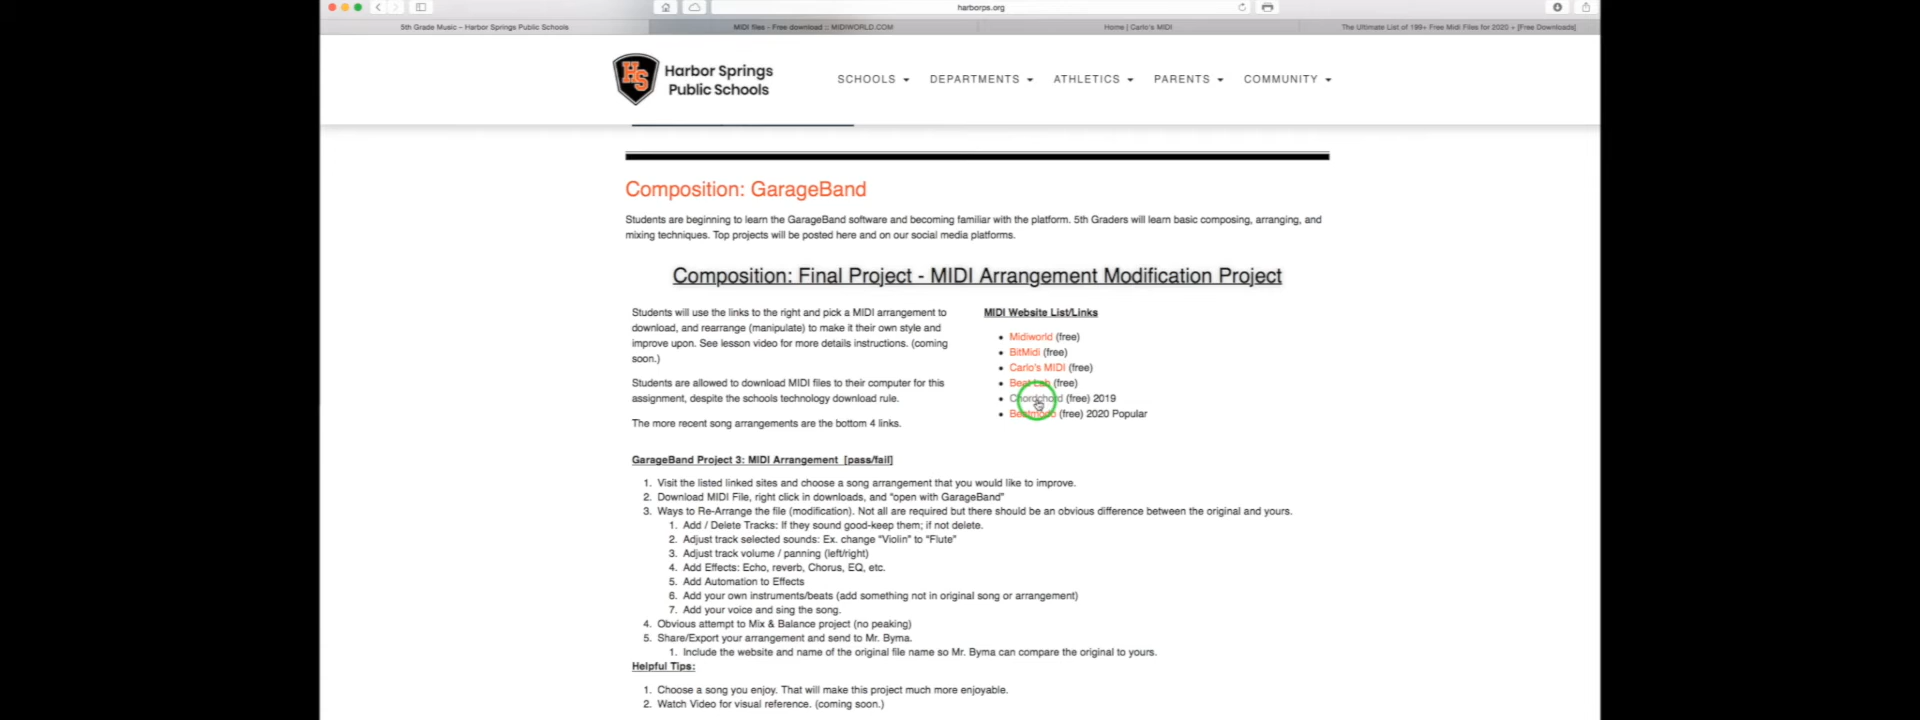 harborps.org
5th Grade Music – Harbor Springs Public Schools
MIDI files - Free download :: MIDIWORLD.COM
Home | Carlo's MIDI
The Ultimate List of 199+ Free Midi Files for 2020 + [Free Downloads]
HS
Harbor Springs
Public Schools
SCHOOLS
DEPARTMENTS
ATHLETICS
PARENTS
COMMUNITY
Composition: GarageBand
Students are beginning to learn the GarageBand software and becoming familiar with the platform. 5th Graders will learn basic composing, arranging, and
mixing techniques. Top projects will be posted here and on our social media platforms.
Composition: Final Project - MIDI Arrangement Modification Project
Students will use the links to the right and pick a MIDI arrangement to
download, and rearrange (manipulate) to make it their own style and
improve upon. See lesson video for more details instructions. (coming
soon.)
Students are allowed to download MIDI files to their computer for this
assignment, despite the schools technology download rule.
The more recent song arrangements are the bottom 4 links.
MIDI Website List/Links
• Midiworld (free)
• BitMidi (free)
• Carlo's MIDI (free)
• Beat Lab (free)
• Chordchord (free) 2019
• Beatmodo (free) 2020 Popular
GarageBand Project 3: MIDI Arrangement [pass/fail]
1. Visit the listed linked sites and choose a song arrangement that you would like to improve.
2. Download MIDI File, right click in downloads, and "open with GarageBand"
3. Ways to Re-Arrange the file (modification). Not all are required but there should be an obvious difference between the original and yours.
1. Add / Delete Tracks: If they sound good-keep them; if not delete.
2. Adjust track selected sounds: Ex. change "Violin" to "Flute"
3. Adjust track volume / panning (left/right)
4. Add Effects: Echo, reverb, Chorus, EQ, etc.
5. Add Automation to Effects
6. Add your own instruments/beats (add something not in original song or arrangement)
7. Add your voice and sing the song.
4. Obvious attempt to Mix & Balance project (no peaking)
5. Share/Export your arrangement and send to Mr. Byma.
1. Include the website and name of the original file name so Mr. Byma can compare the original to yours.
Helpful Tips:
1. Choose a song you enjoy. That will make this project much more enjoyable.
2. Watch Video for visual reference. (coming soon.)